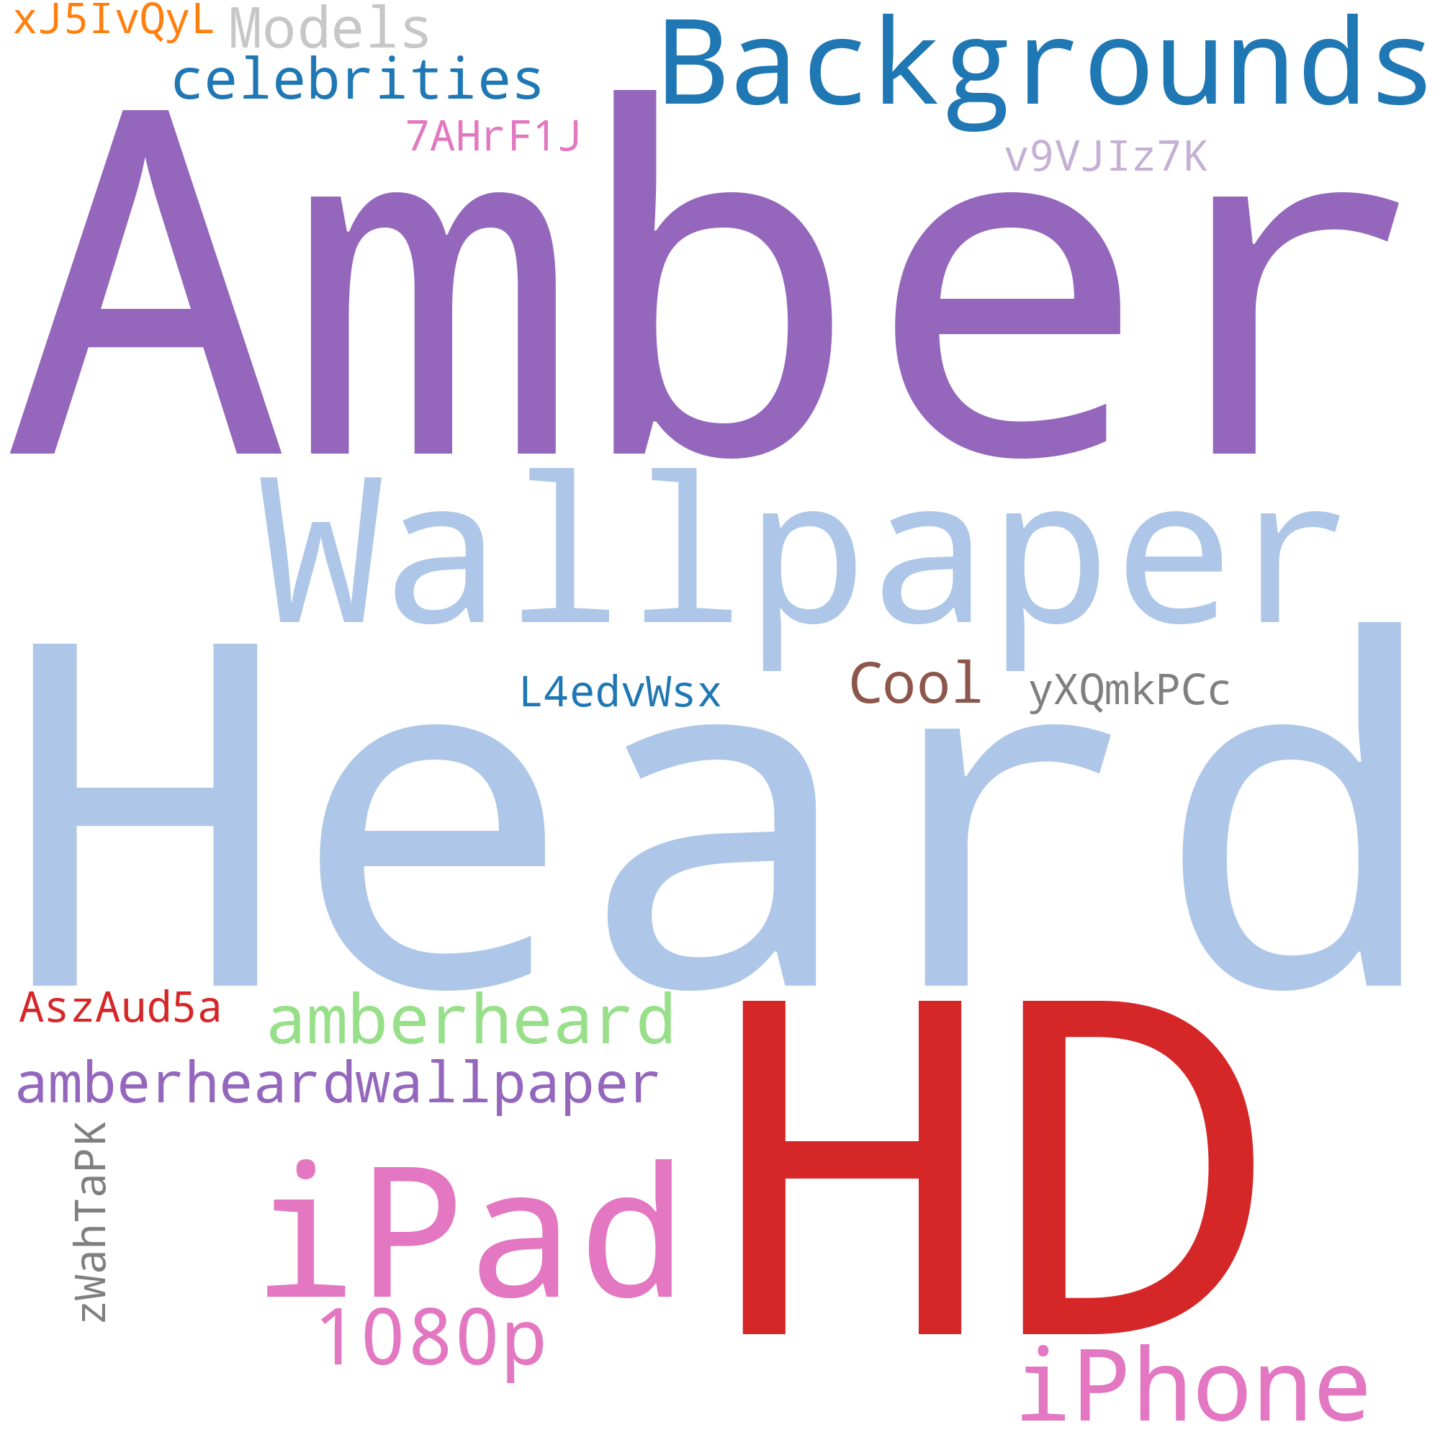 xJ5IvQyL
Models
Backgrounds
celebrities
7AHrF1J
v9VJIz7K
Amber
Wallpaper
L4edvWsx
Cool
yXQmkPCc
Heard
AszAud5a
amberheard
HD
amberheardwallpaper
zWahTaPK
iPad
1080p
iPhone